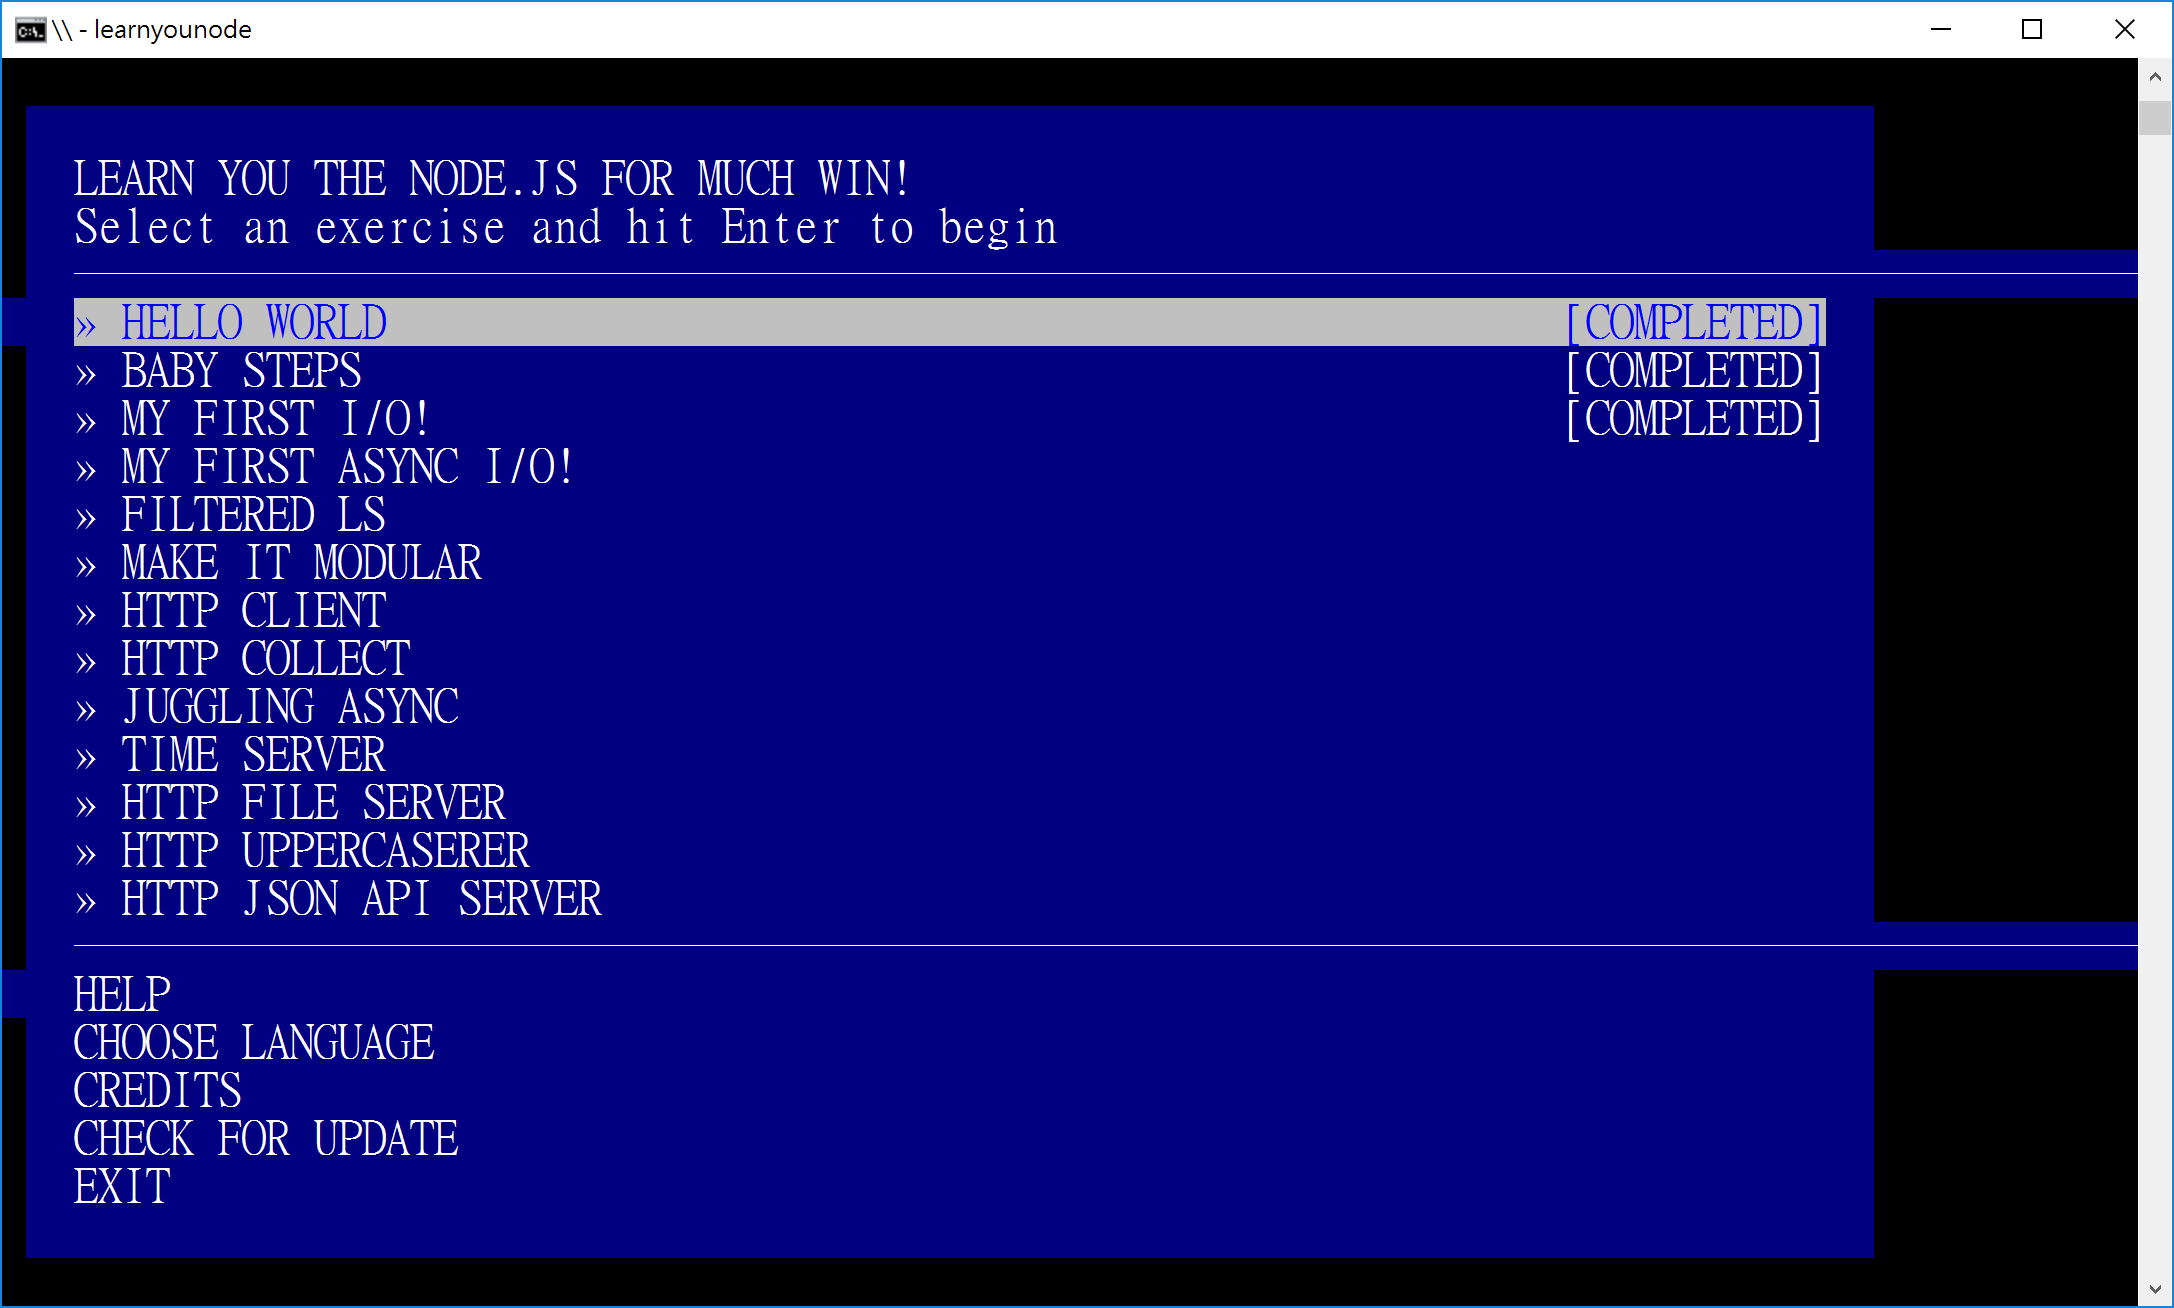 \\ - learnyounode
LEARN YOU THE NODE.JS FOR MUCH WIN!
Select an exercise and hit Enter to begin
» HELLO WORLD [COMPLETED]
» BABY STEPS [COMPLETED]
» MY FIRST I/O! [COMPLETED]
» MY FIRST ASYNC I/O!
» FILTERED LS
» MAKE IT MODULAR
» HTTP CLIENT
» HTTP COLLECT
» JUGGLING ASYNC
» TIME SERVER
» HTTP FILE SERVER
» HTTP UPPERCASERER
» HTTP JSON API SERVER
HELP
CHOOSE LANGUAGE
CREDITS
CHECK FOR UPDATE
EXIT